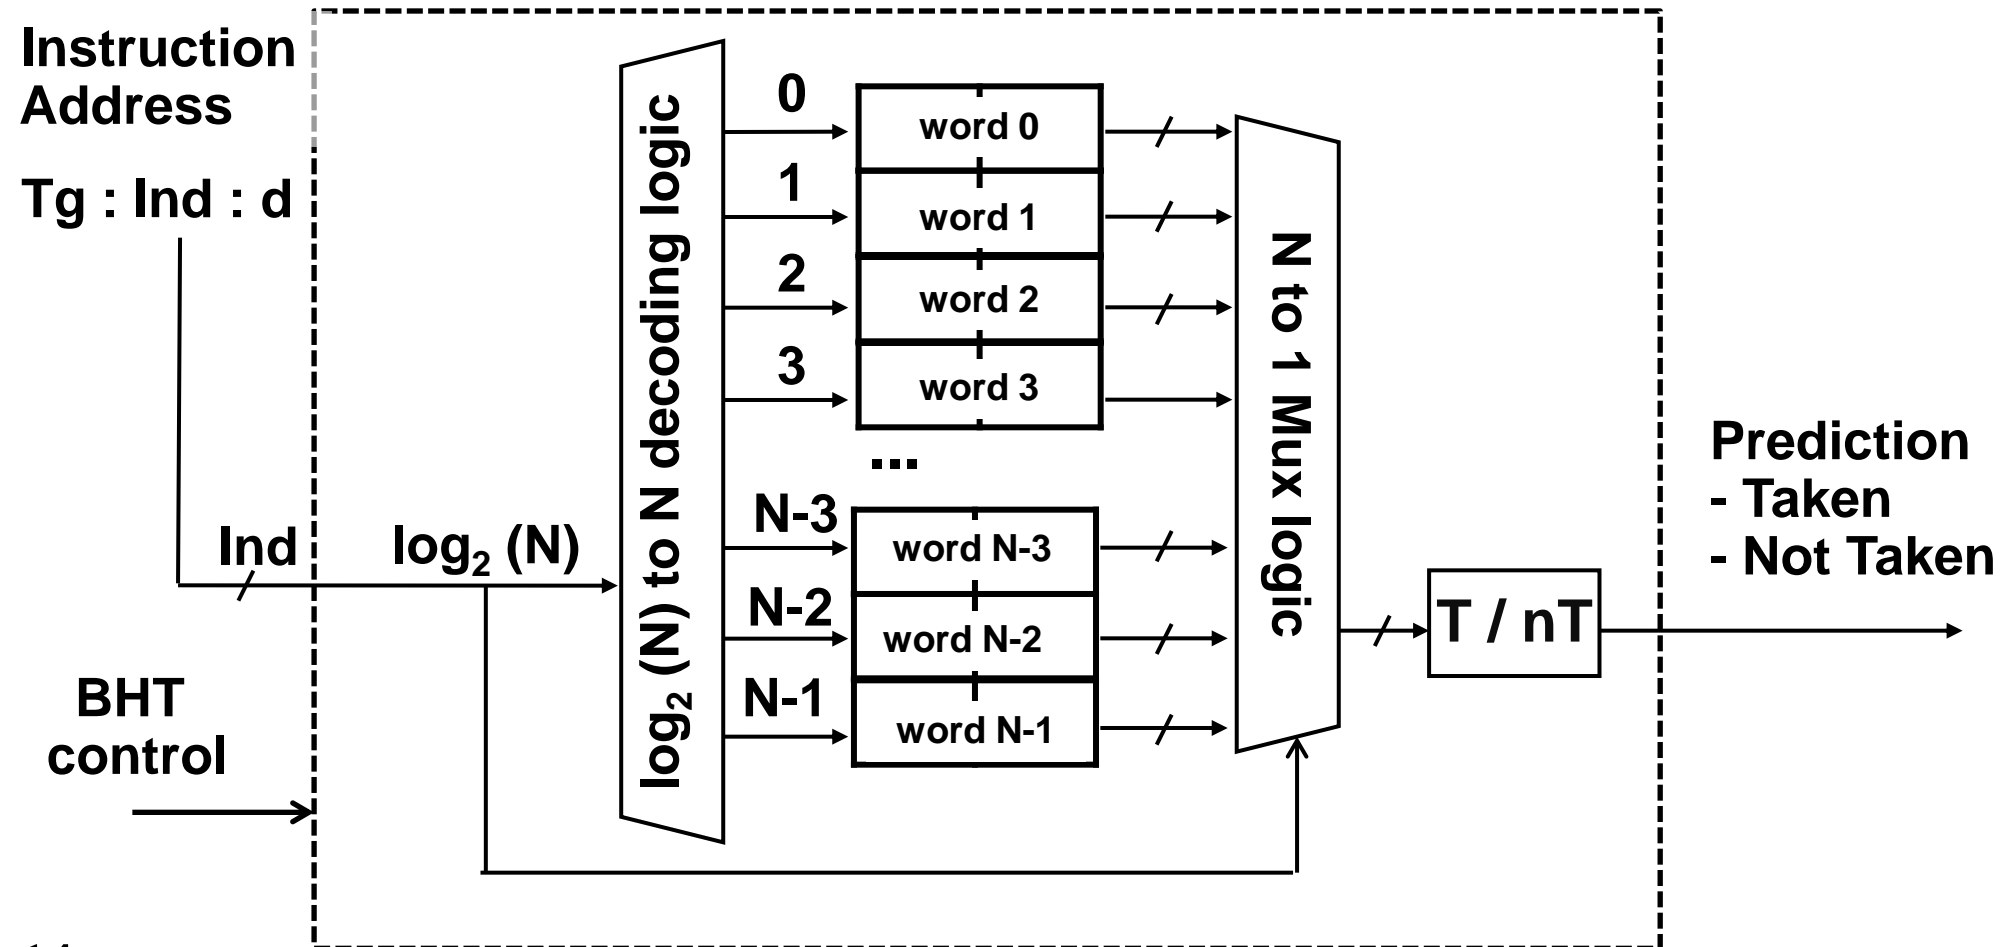 Instruction
Address
Tg : Ind : d
Ind
log₂ (N)
BHT
control
log₂ (N) to N decoding logic
0
1
2
3
N-3
N-2
N-1
word 0
word 1
word 2
word 3
...
word N-3
word N-2
word N-1
N to 1 Mux logic
T / nT
Prediction
- Taken
- Not Taken